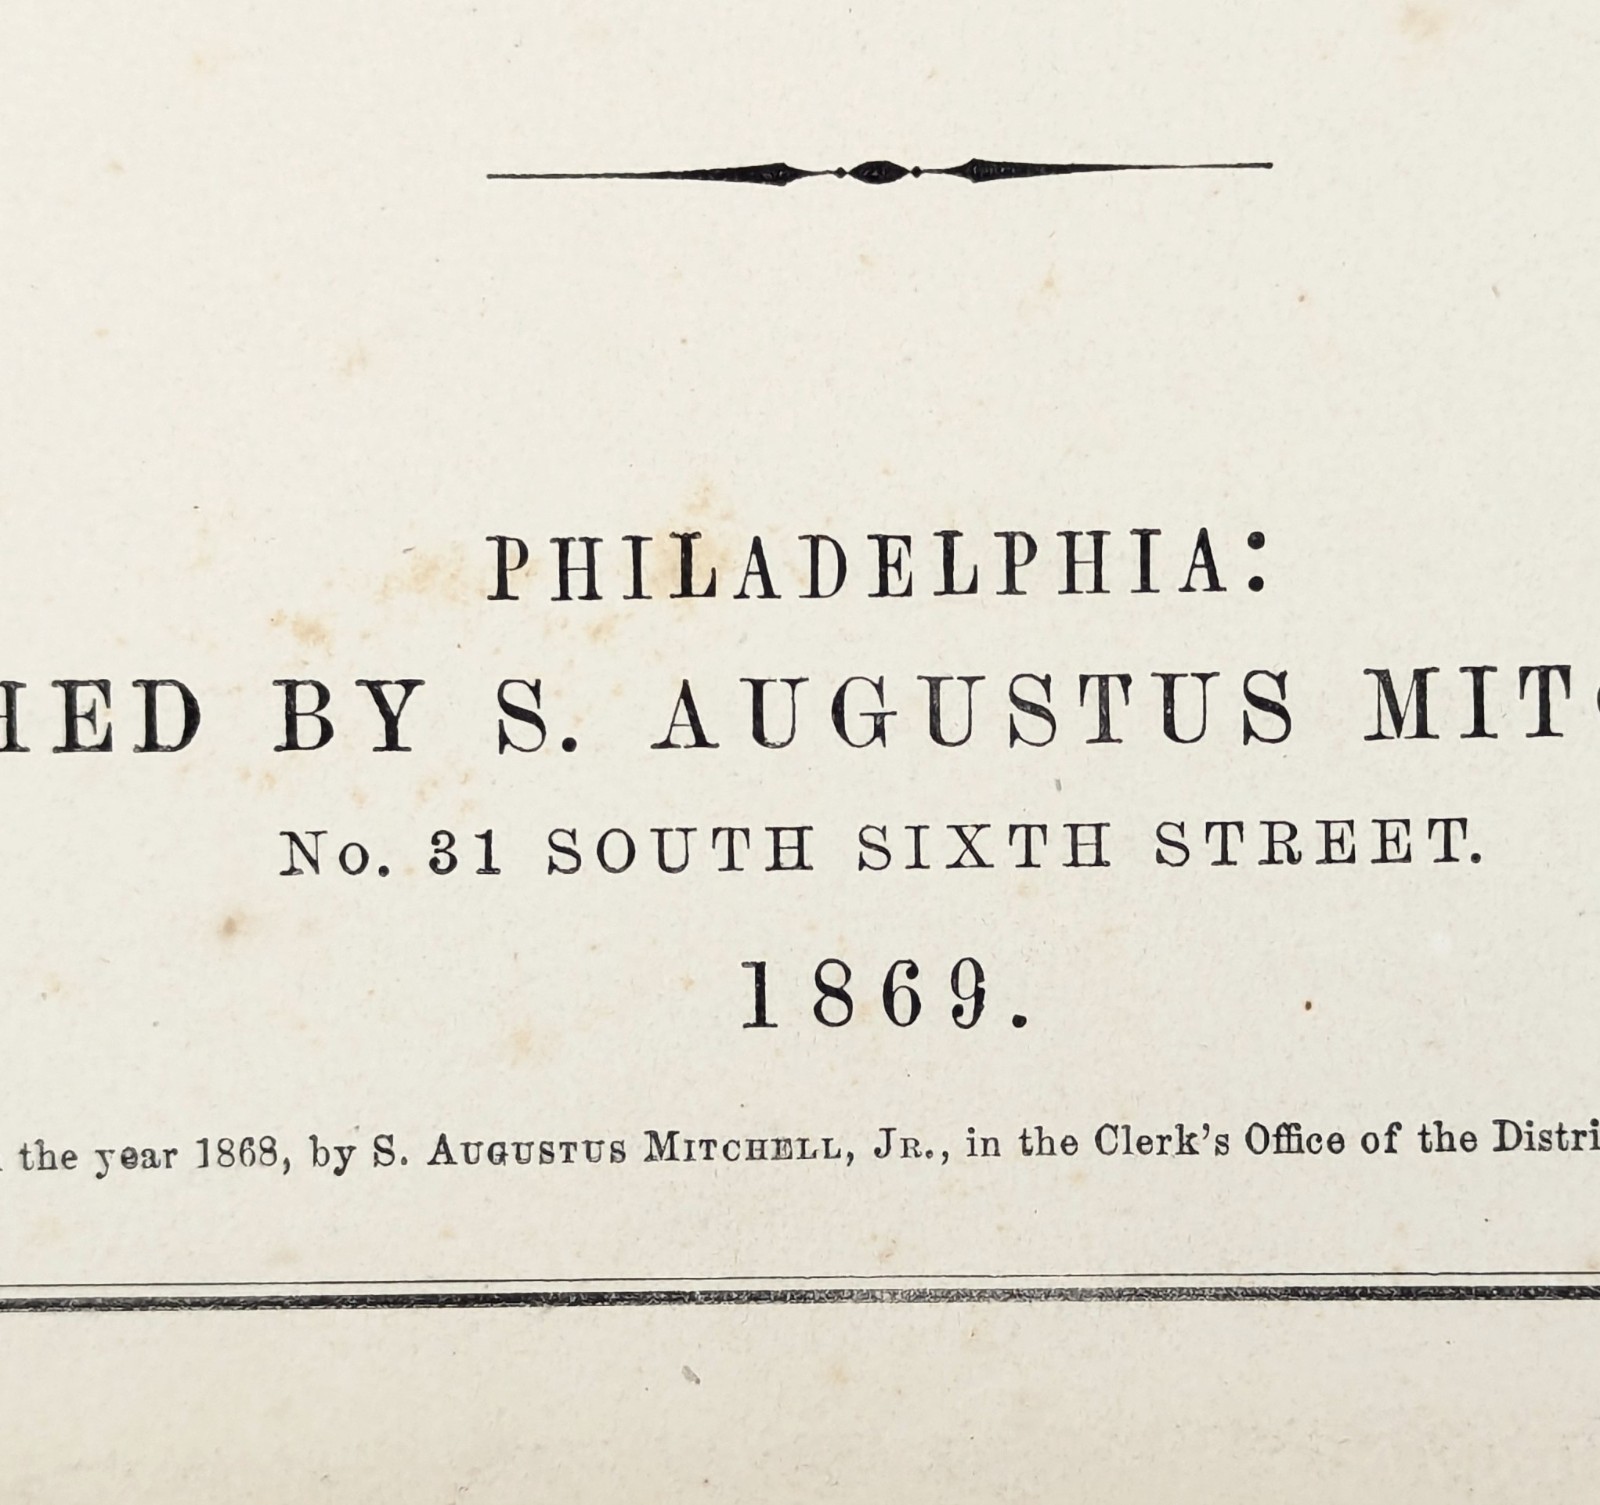 PHILADELPHIA:
HED BY S. AUGUSTUS MIT
No. 31 SOUTH SIXTH STREET.
1869.
the year 1868, by S. AUGUSTUS MITCHELL, JR., in the Clerk's Office of the Distri